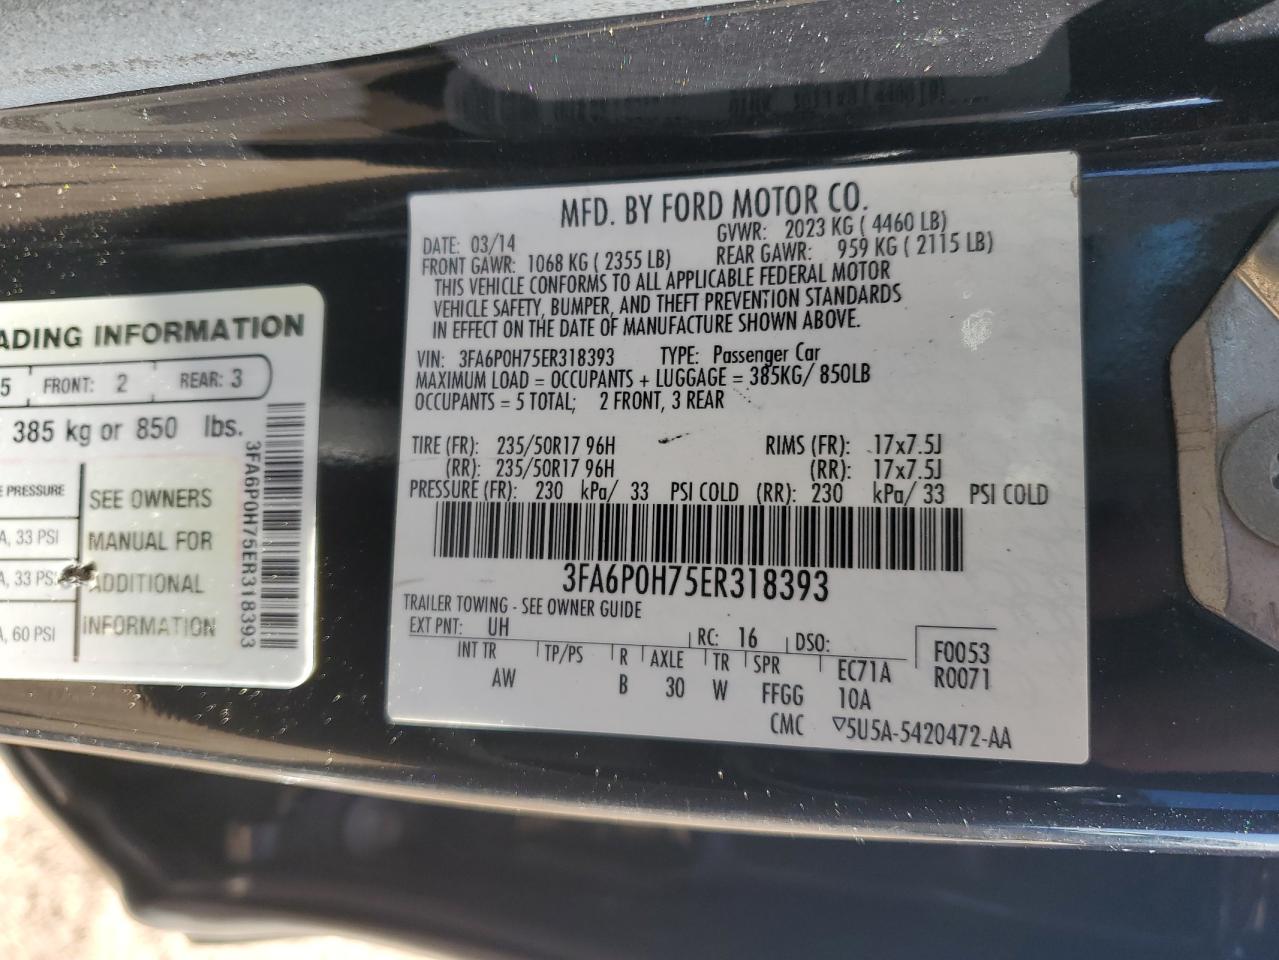 MFD. BY FORD MOTOR CO.
DATE: 03/14 GVWR: 2023 KG ( 4460 LB)
FRONT GAWR: 1068 KG ( 2355 LB) REAR GAWR: 959 KG ( 2115 LB)
THIS VEHICLE CONFORMS TO ALL APPLICABLE FEDERAL MOTOR
VEHICLE SAFETY, BUMPER, AND THEFT PREVENTION STANDARDS
IN EFFECT ON THE DATE OF MANUFACTURE SHOWN ABOVE.
VIN: 3FA6P0H75ER318393 TYPE: Passenger Car
MAXIMUM LOAD = OCCUPANTS + LUGGAGE = 385KG/ 850LB
OCCUPANTS = 5 TOTAL; 2 FRONT, 3 REAR
TIRE (FR): 235/50R17 96H RIMS (FR): 17x7.5J
(RR): 235/50R17 96H (RR): 17x7.5J
PRESSURE (FR): 230 kPa/ 33 PSI COLD (RR): 230 kPa/ 33 PSI COLD
3FA6P0H75ER318393
TRAILER TOWING - SEE OWNER GUIDE
EXT PNT: UH RC: 16 DSO: F0053
INT TR TP/PS R AXLE TR SPR EC71A R0071
AW B 30 W FFGG 10A
CMC ▽5U5A-5420472-AA
ADING INFORMATION
5 FRONT: 2 REAR: 3
385 kg or 850 lbs.
E PRESSURE
A, 33 PSI
A, 33 PS
A, 60 PSI
SEE OWNERS
MANUAL FOR
ADDITIONAL
INFORMATION
3FA6P0H75ER318393